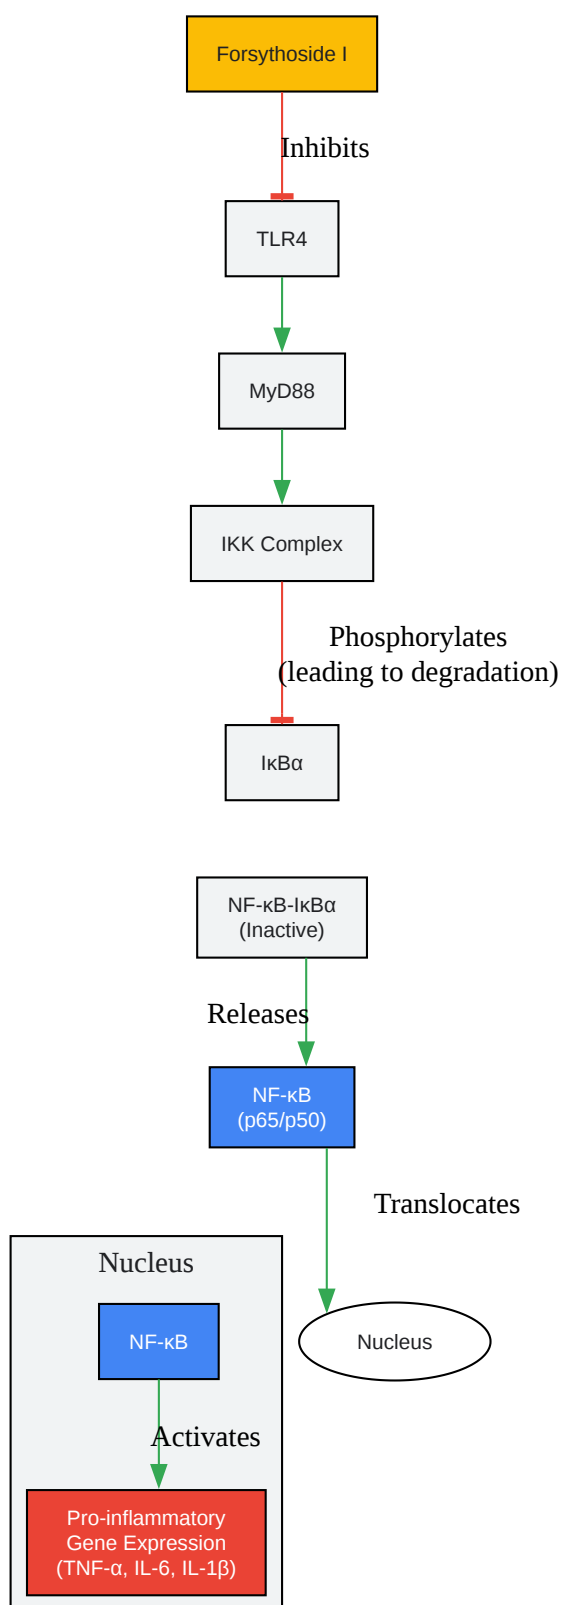 Forsythoside I
Inhibits
TLR4
MyD88
IKK Complex
Phosphorylates
(leading to degradation)
IκBα
NF-κB-IκBα
(Inactive)
Releases
NF-κB
(p65/p50)
Translocates
Nucleus
NF-κB
Nucleus
Activates
Pro-inflammatory
Gene Expression
(TNF-α, IL-6, IL-1β)